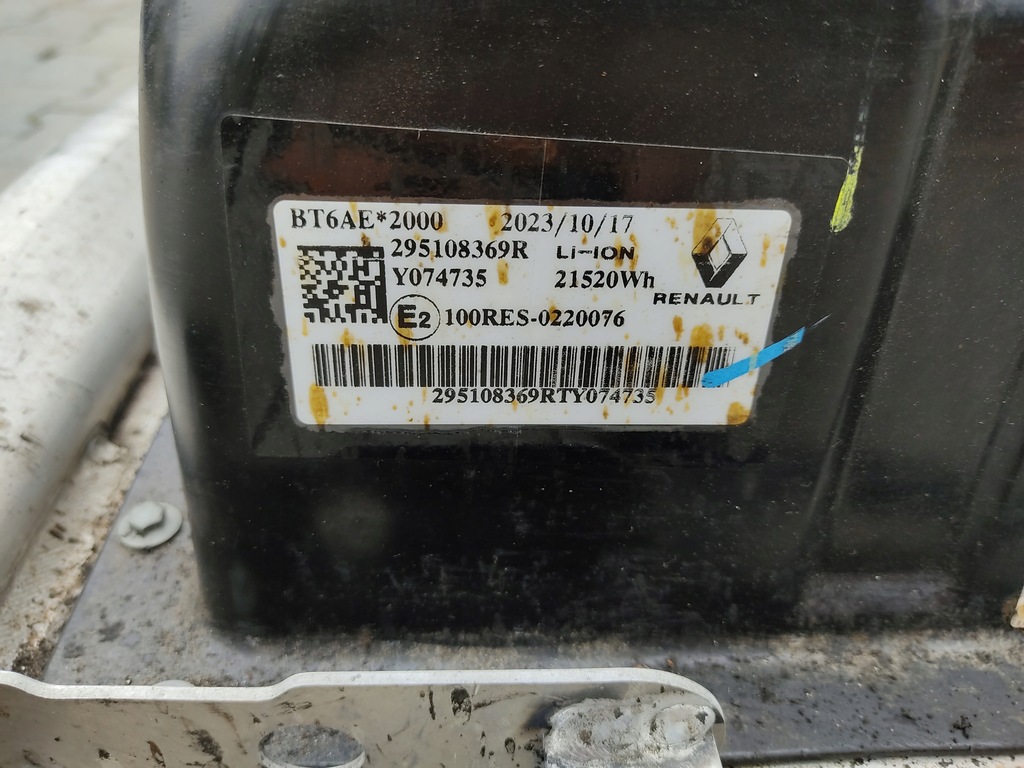 BT6AE*2000 2023/10/17
295108369R LI-ION
Y074735 21520Wh
RENAULT
E2 100RES-0220076
295108369RTY074735